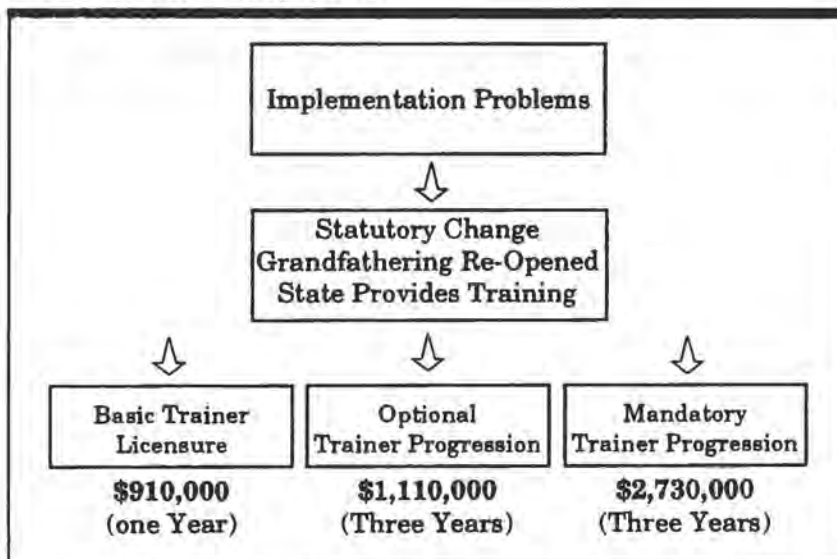 Implementation Problems
Statutory Change
Grandfathering Re-Opened
State Provides Training
Basic Trainer
Licensure
$910,000
(one Year)
Optional
Trainer Progression
$1,110,000
(Three Years)
Mandatory
Trainer Progression
$2,730,000
(Three Years)